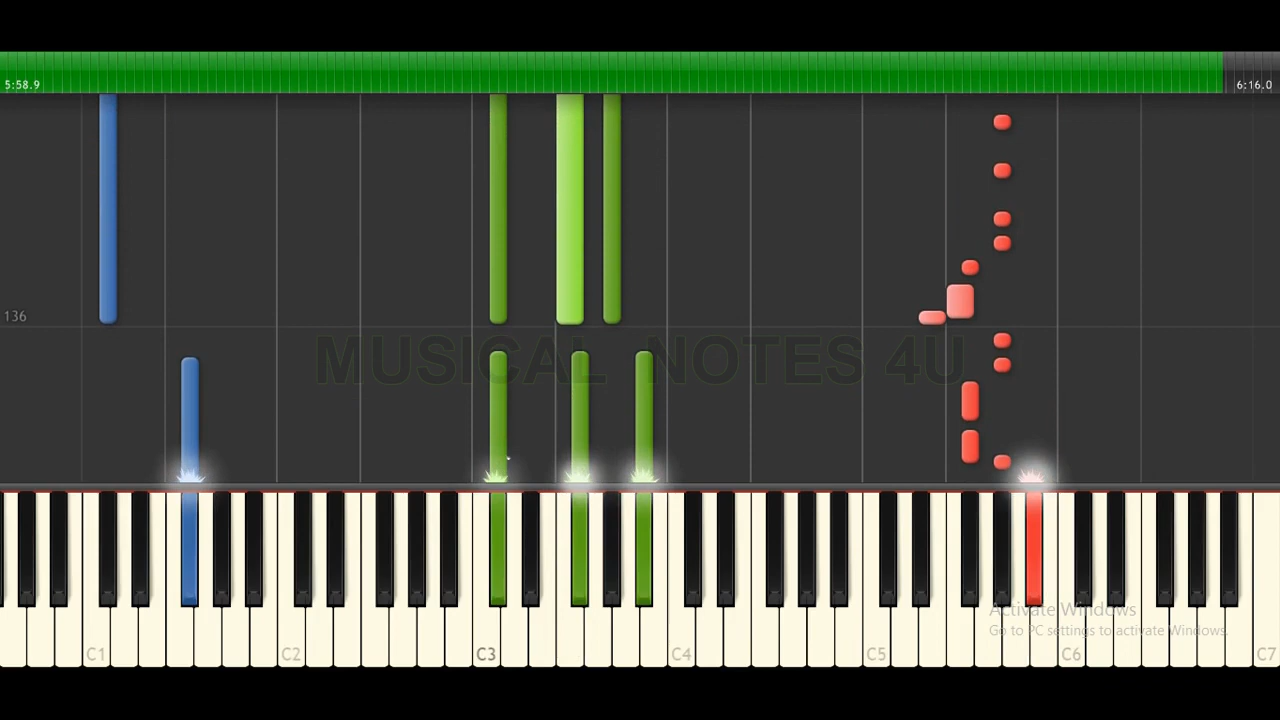 5:58.9
6:16.0
136
MUSICAL NOTES 4U
Activate Windows
Go to PC settings to activate Windows.
C1 C2 C3 C4 C5 C6 C7